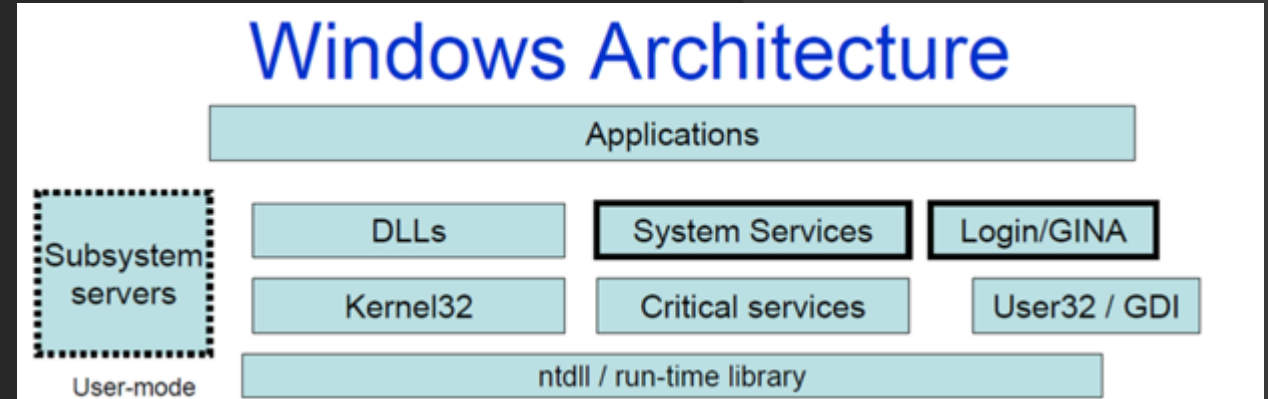 Windows Architecture
Applications
Subsystem
servers
DLLs
System Services
Login/GINA
Kernel32
Critical services
User32 / GDI
User-mode
ntdll / run-time library